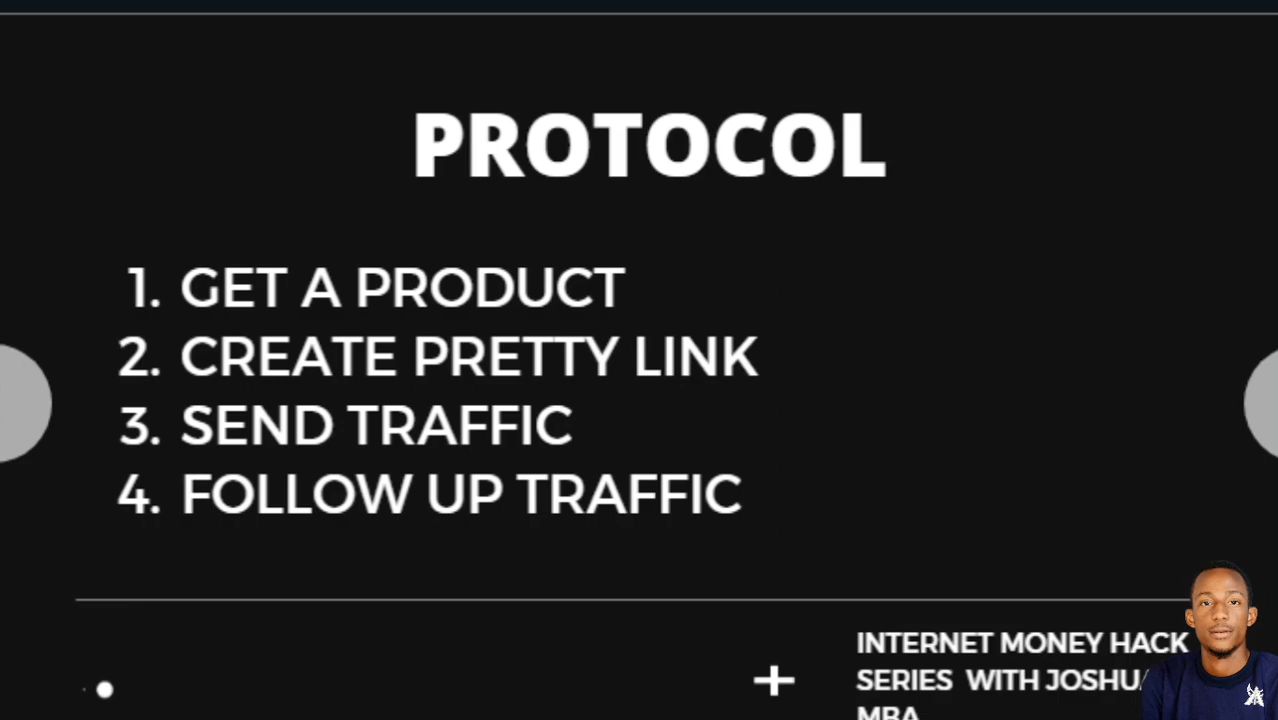 PROTOCOL
1. GET A PRODUCT
2. CREATE PRETTY LINK
3. SEND TRAFFIC
4. FOLLOW UP TRAFFIC
INTERNET MONEY HACK
SERIES WITH
MBA